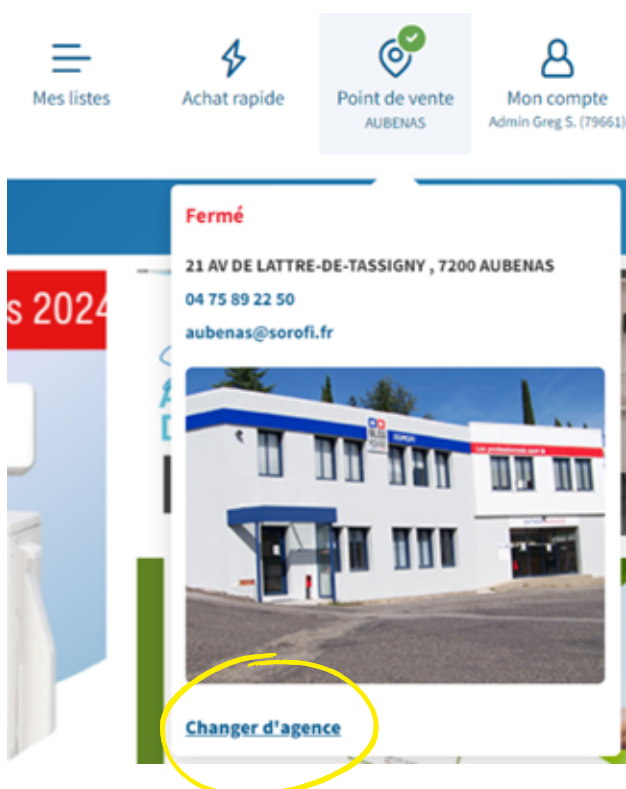 Mes listes
Achat rapide
Point de vente
AUBENAS
Mon compte
Admin Greg S. (79661)
Fermé
21 AV DE LATTRE-DE-TASSIGNY , 7200 AUBENAS
04 75 89 22 50
aubenas@sorofi.fr
s 2024
SOROFI
Changer d'agence